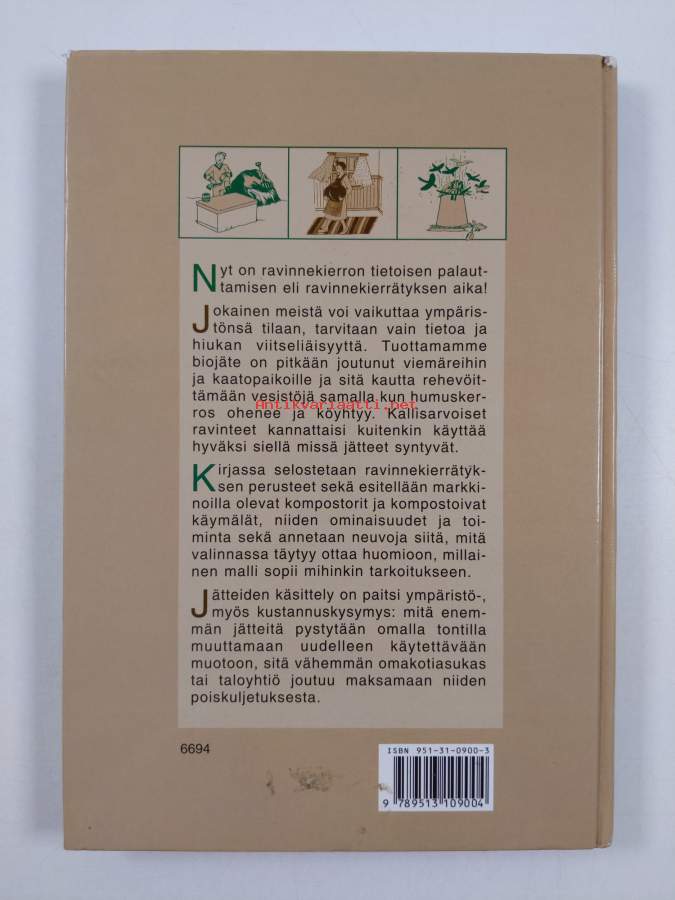 Nyt on ravinnekierron tietoisen palaut-
tamisen eli ravinnekierrätyksen aika!
Jokainen meistä voi vaikuttaa ympäris-
tönsä tilaan, tarvitaan vain tietoa ja
hiukan viitseliäisyyttä. Tuottamamme
biojäte on pitkään joutunut viemäreihin
ja kaatopaikoille ja sitä kautta rehevöit-
tämään vesistöjä samalla kun humusker-
Antikvariaatti.net
ros ohenee ja köyhtyy. Kallisarvoiset
ravinteet kannattaisi kuitenkin käyttää
hyväksi siellä missä jätteet syntyvät.
Kirjassa selostetaan ravinnekierrätyk-
sen perusteet sekä esitellään markki-
noilla olevat kompostorit ja kompostoivat
käymälät, niiden ominaisuudet ja toi-
minta sekä annetaan neuvoja siitä, mitä
valinnassa täytyy ottaa huomioon, millai-
nen malli sopii mihinkin tarkoitukseen.
Jätteiden käsittely on paitsi ympäristö-,
myös kustannuskysymys: mitä enem-
män jätteitä pystytään omalla tontilla
muuttamaan uudelleen käytettävään
muotoon, sitä vähemmän omakotiasukas
tai taloyhtiö joutuu maksamaan niiden
poiskuljetuksesta.
6694
ISBN 951-31-0900-3
9 789513 109004